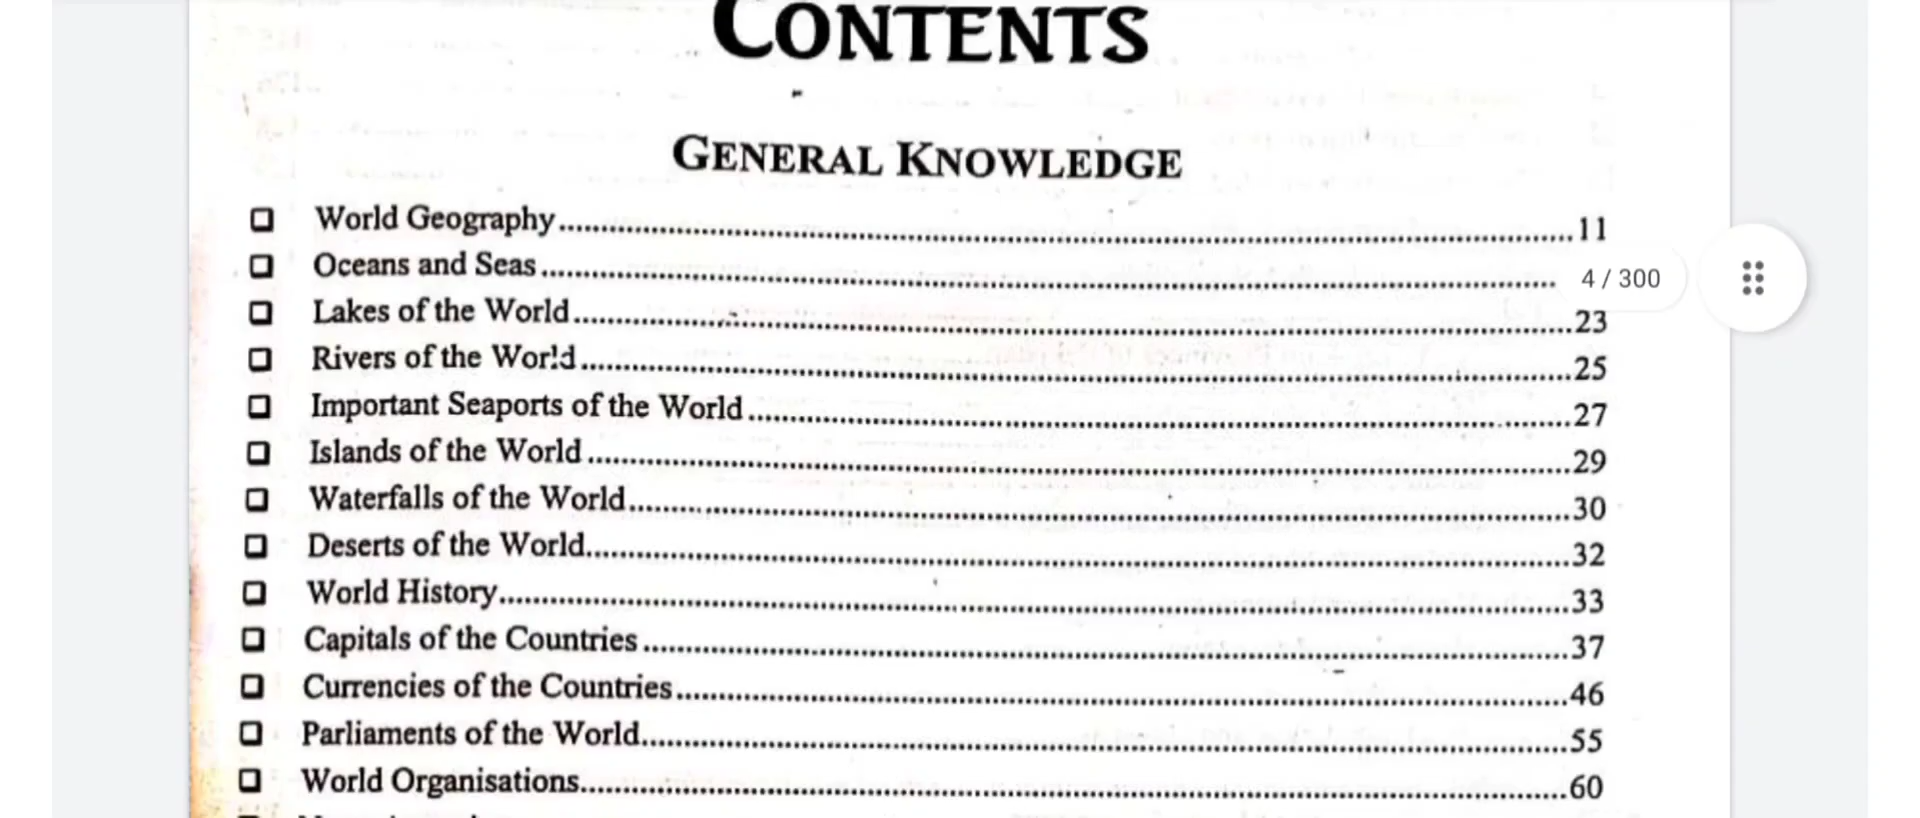 CONTENTS
GENERAL KNOWLEDGE
World Geography 11
Oceans and Seas
4 / 300
Lakes of the World 23
Rivers of the World 25
Important Seaports of the World 27
Islands of the World 29
Waterfalls of the World 30
Deserts of the World 32
World History 33
Capitals of the Countries 37
Currencies of the Countries 46
Parliaments of the World 55
World Organisations 60